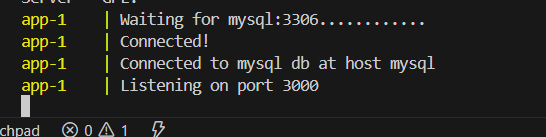 app-1 | Waiting for mysql:3306............
app-1 | Connected!
app-1 | Connected to mysql db at host mysql
app-1 | Listening on port 3000
chpad 0 1